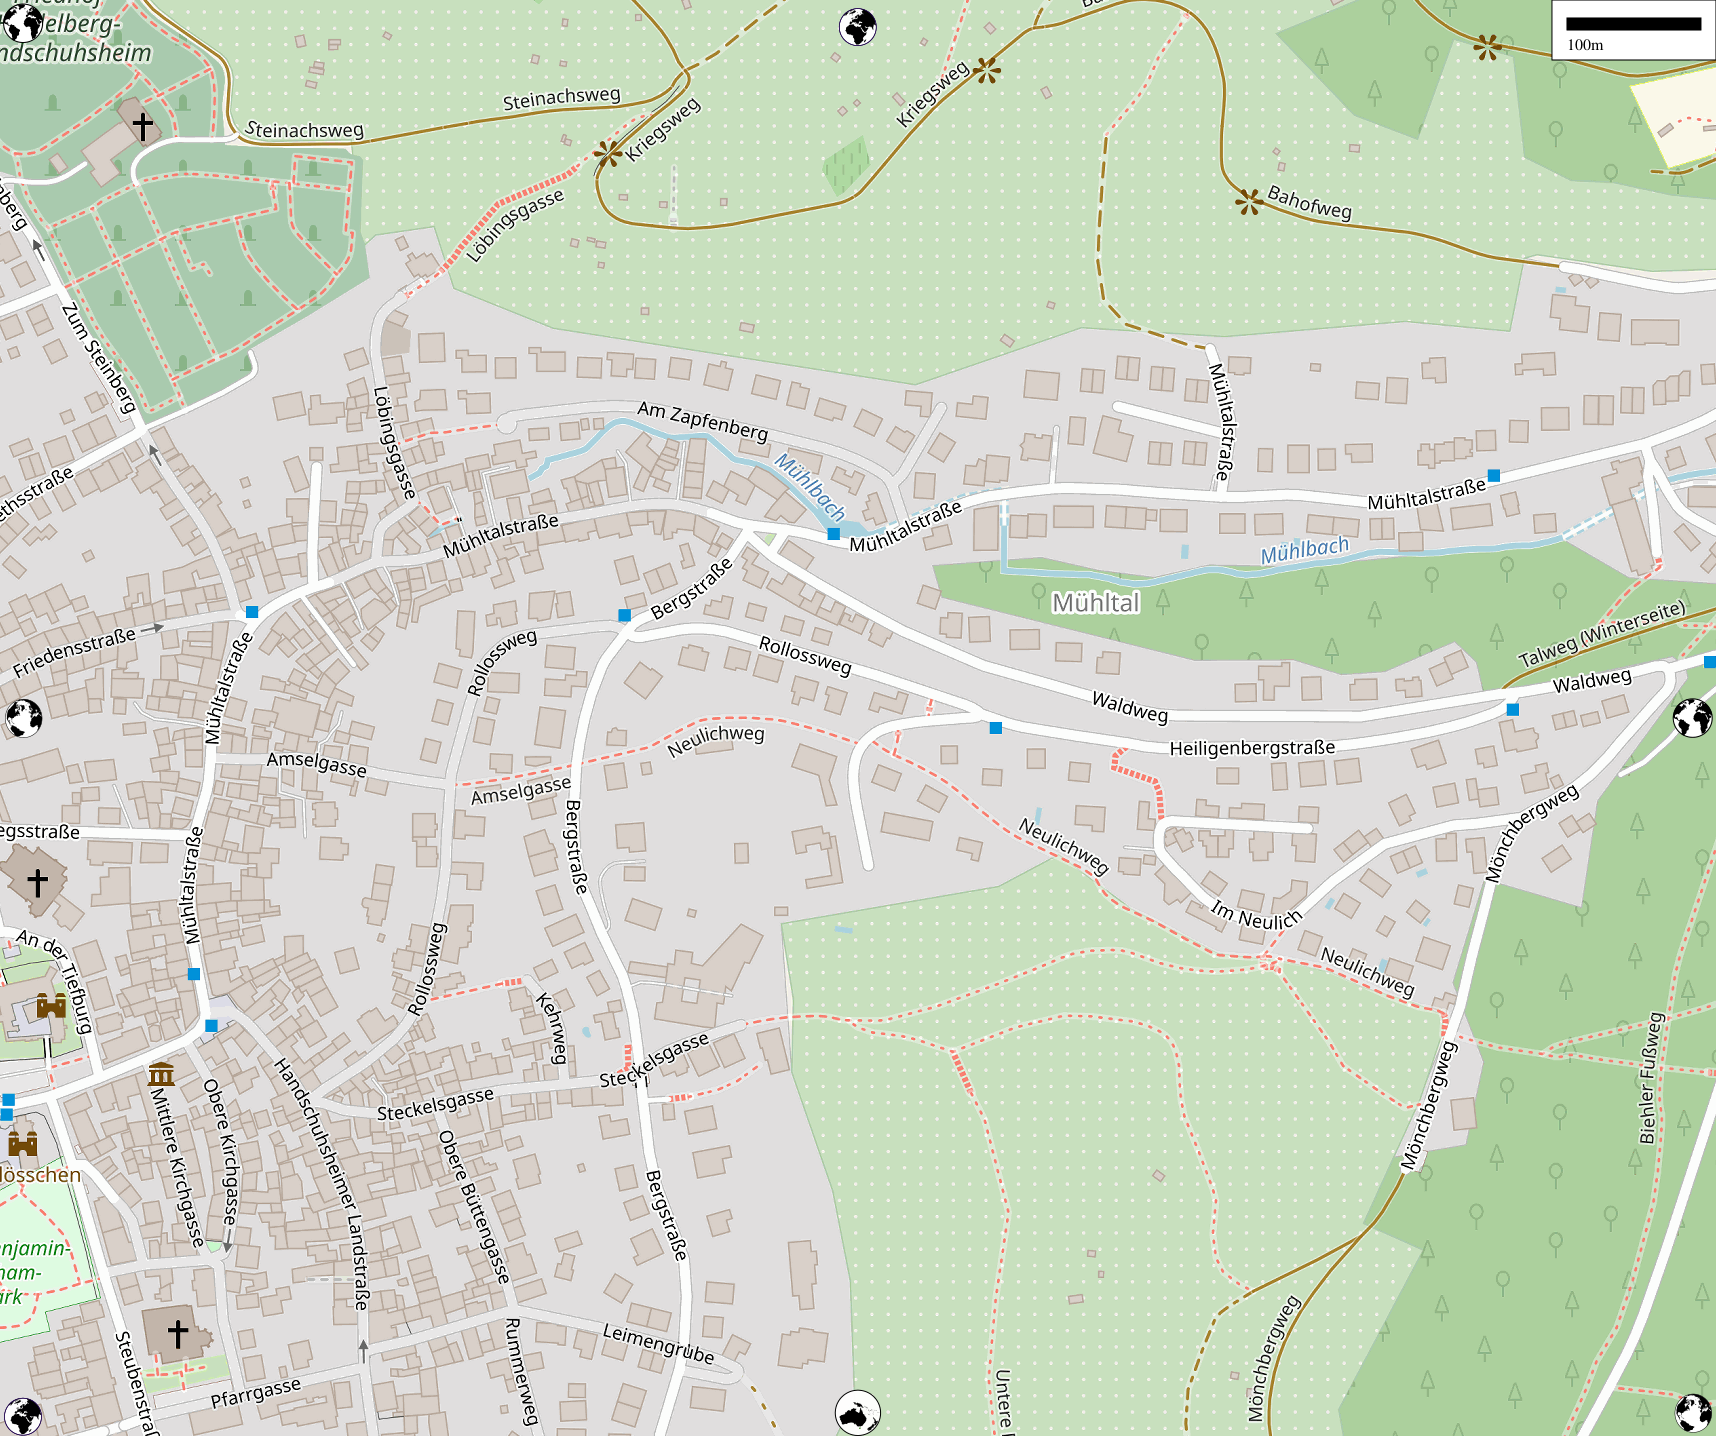 Friedhof
ndschuhsheim
100m
Steinachsweg
Steinachsweg
Kriegsweg
Kriegsweg
Löbingsgasse
Bahofweg
Zum Steinberg
Löbingsgasse
Am Zapfenberg
Mühltalstraße
Mühlbach
Mühltalstraße
Mühltalstraße
Mühltalstraße
Mühlbach
Bergstraße
Mühltal
Friedensstraße
Mühltalstraße
Rollossweg
Rollossweg
Talweg (Winterseite)
Waldweg
Waldweg
Neulichweg
Heiligenbergstraße
Amselgasse
Amselgasse
Bergstraße
Neulichweg
Mönchbergweg
Mühltalstraße
Im Neulich
An der Tiefburg
Rollossweg
Neulichweg
Kehrweg
Steckelsgasse
Biehler Fußweg
Mönchbergweg
Handschuhsheimer Landstraße
Steckelsgasse
Mittlere Kirchgasse
Obere Kirchgasse
Obere Büttengasse
Bergstraße
lösschen
enjamin-
Leimengrube
Rummerweg
Pfarrgasse
Mönchbergweg
Untere